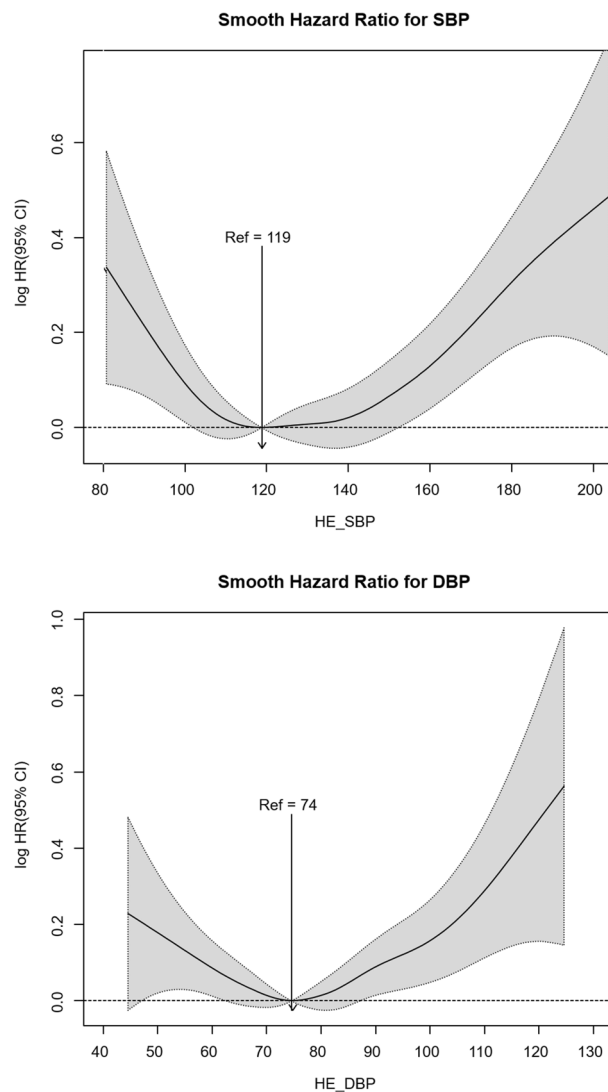 Smooth Hazard Ratio for SBP
log HR(95% CI)
0.6
0.4
0.2
0.0
Ref = 119
80 100 120 140 160 180 200
HE_SBP
Smooth Hazard Ratio for DBP
log HR(95% CI)
1.0
0.8
0.6
0.4
0.2
0.0
Ref = 74
40 50 60 70 80 90 100 110 120 130
HE_DBP